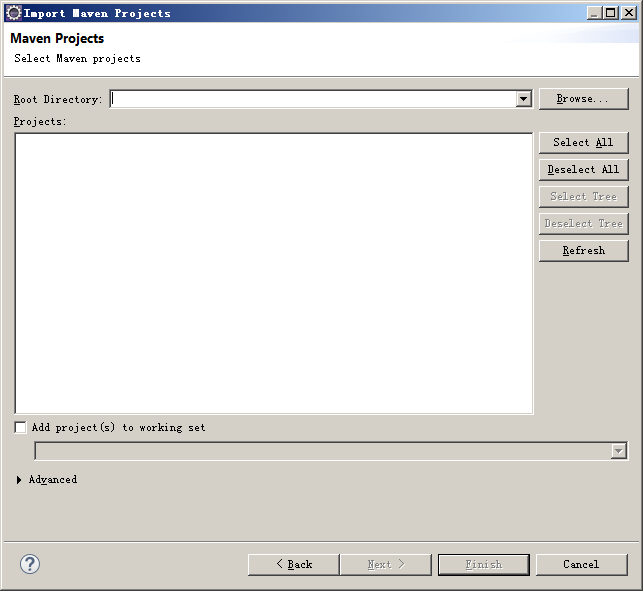 Import Maven Projects
Maven Projects
Select Maven projects
Root Directory:
Browse...
Projects:
Select All
Deselect All
Select Tree
Deselect Tree
Refresh
Add project(s) to working set
Advanced
?
< Back
Next >
Finish
Cancel